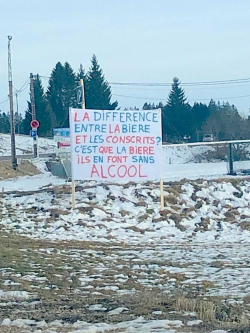 LA DIFFERENCE
ENTRE LA BIERE
ET LES CONSCRITS ?
C'EST QUE LA BIERE
ILS EN FONT SANS
ALCOOL